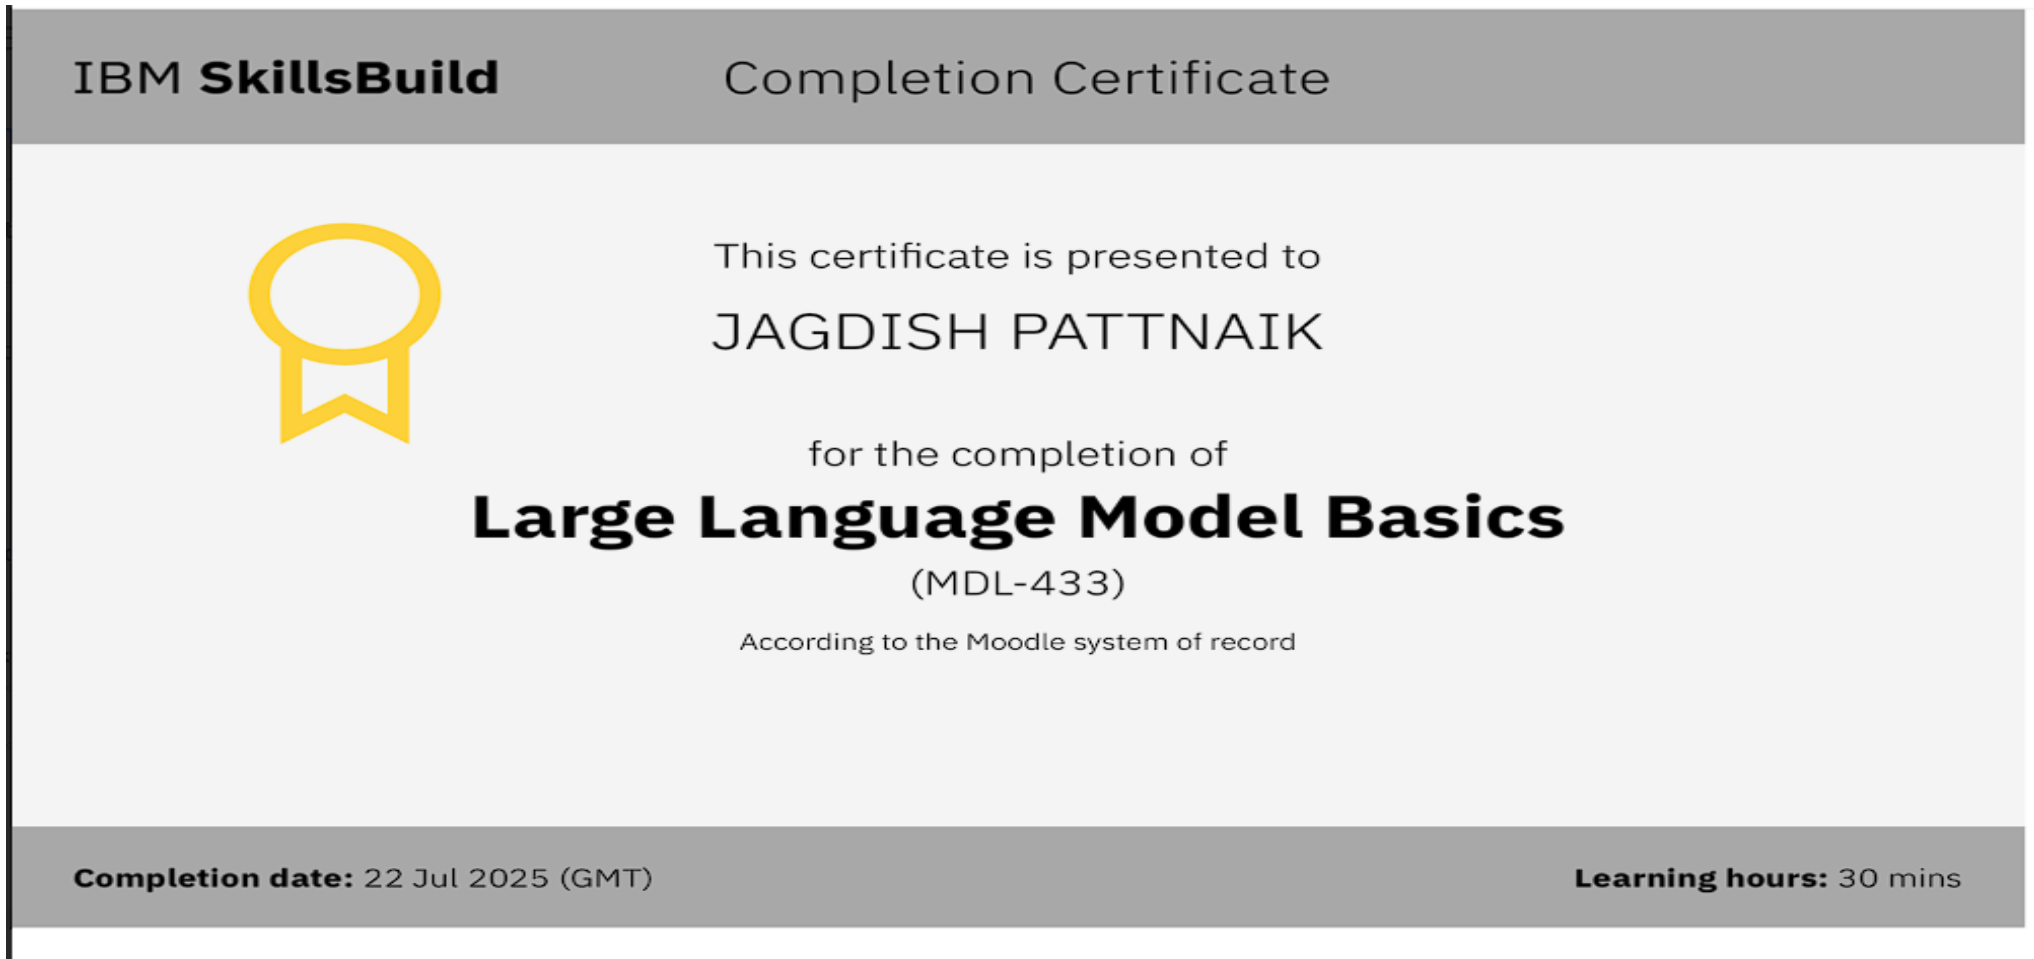 IBM SkillsBuild
Completion Certificate
This certificate is presented to
JAGDISH PATTNAIK
for the completion of
Large Language Model Basics
(MDL-433)
According to the Moodle system of record
Completion date: 22 Jul 2025 (GMT)
Learning hours: 30 mins